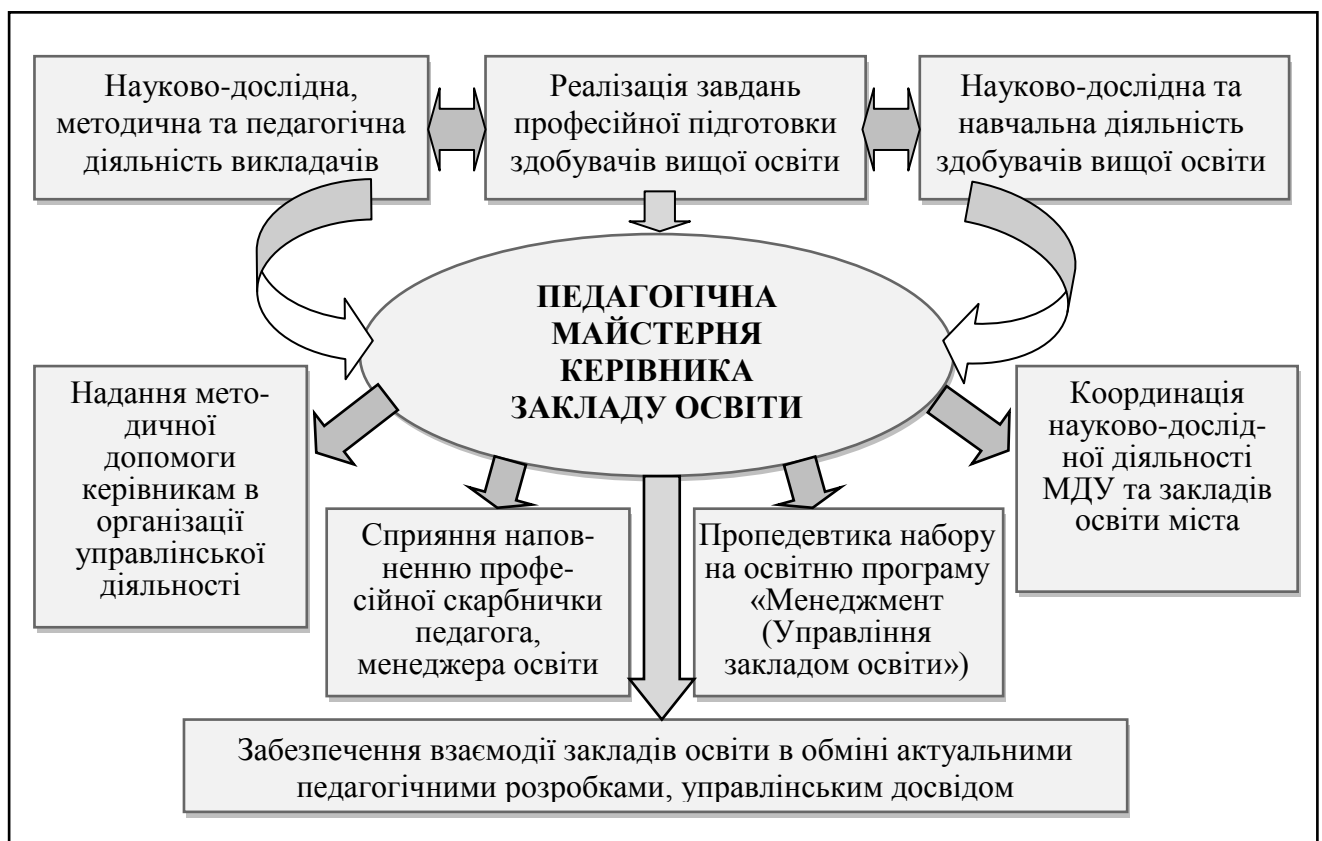 Науково-дослідна,
методична та педагогічна
діяльність викладачів
Реалізація завдань
професійної підготовки
здобувачів вищої освіти
Науково-дослідна та
навчальна діяльність
здобувачів вищої освіти
ПЕДАГОГІЧНА
МАЙСТЕРНЯ
КЕРІВНИКА
ЗАКЛАДУ ОСВІТИ
Надання мето-
дичної
допомоги
керівникам в
організації
управлінської
діяльності
Сприяння напов-
ненню профе-
сійної скарбнички
педагога,
менеджера освіти
Пропедевтика набору
на освітню програму
«Менеджмент
(Управління
закладом освіти»)
Координація
науково-дослід-
ної діяльності
МДУ та закладів
освіти міста
Забезпечення взаємодії закладів освіти в обміні актуальними
педагогічними розробками, управлінським досвідом